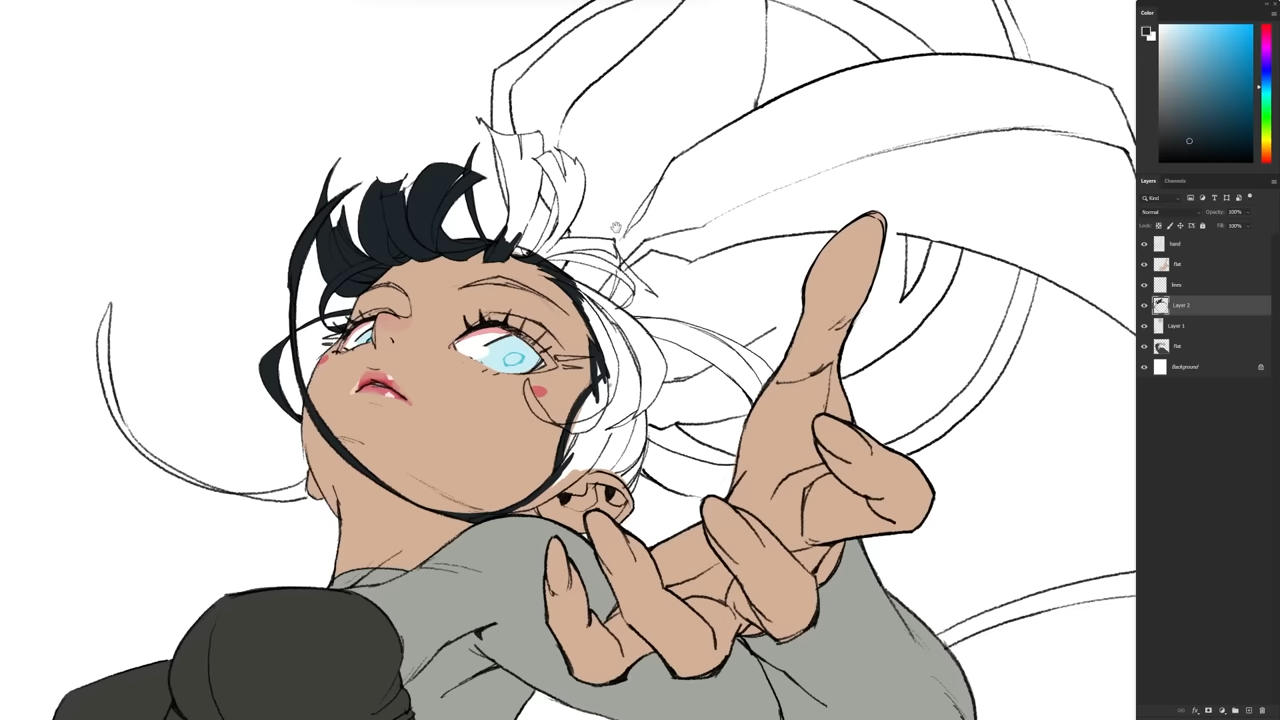 Color
Layers Channels
Kind
Normal Opacity: 100%
Lock: Fill: 100%
hand
flat
lines
Layer 2
Layer 1
flat
Background
fx